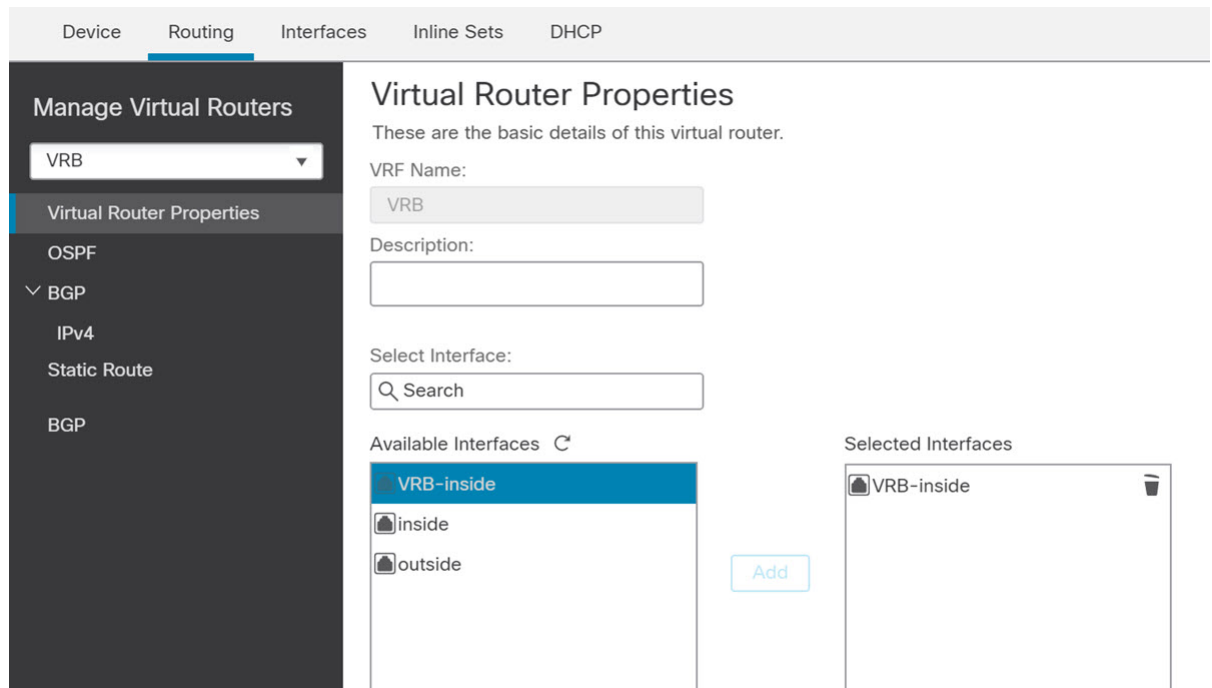 Device Routing Interfaces Inline Sets DHCP
Manage Virtual Routers
VRB
Virtual Router Properties
OSPF
BGP
IPv4
Static Route
BGP
Virtual Router Properties
These are the basic details of this virtual router.
VRF Name:
VRB
Description:
Select Interface:
Search
Available Interfaces
VRB-inside
inside
outside
Add
Selected Interfaces
VRB-inside